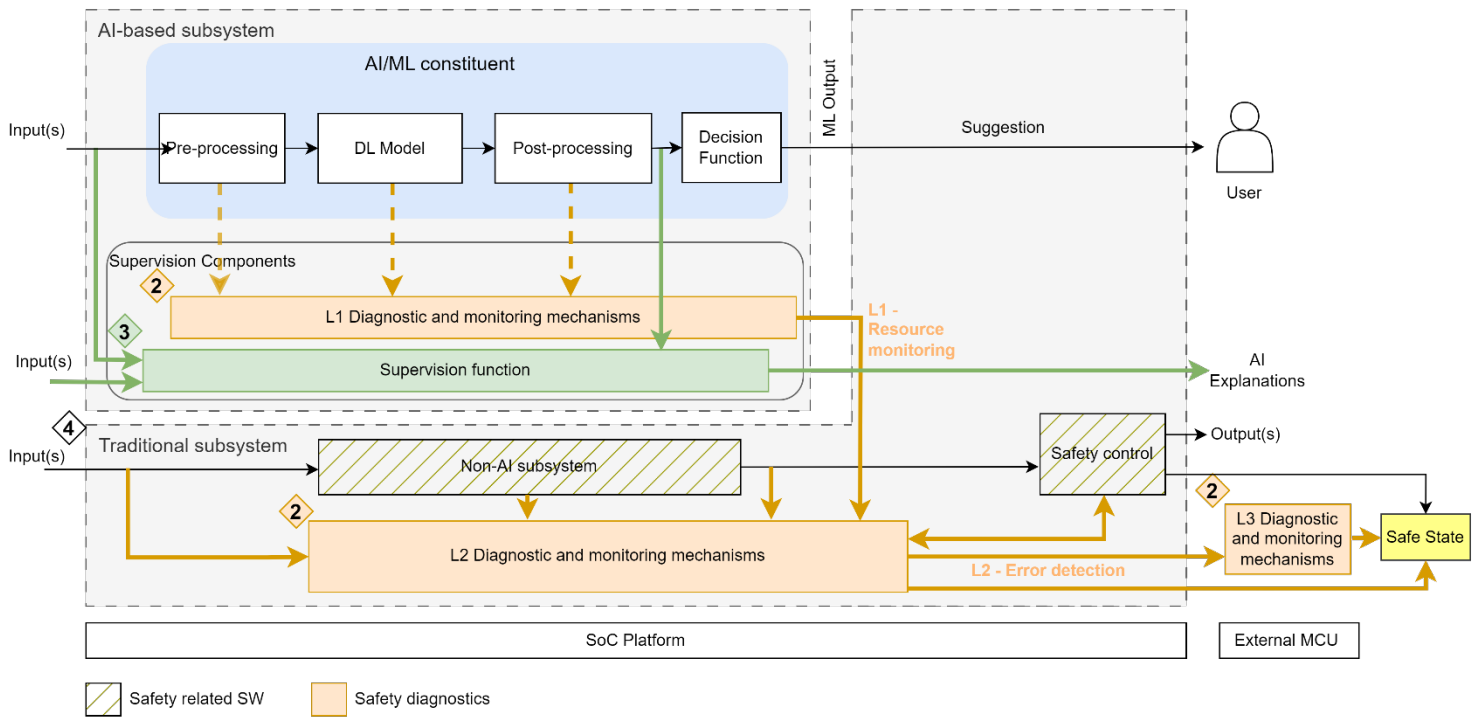 AI-based subsystem
AI/ML constituent
Input(s)
Pre-processing
DL Model
Post-processing
Decision
Function
ML Output
Suggestion
User
Supervision Components
2
L1 Diagnostic and monitoring mechanisms
L1 -
Resource
monitoring
3
Input(s)
Supervision function
AI
Explanations
4
Traditional subsystem
Input(s)
Non-AI subsystem
Safety control
Output(s)
2
2
L2 Diagnostic and monitoring mechanisms
L2 - Error detection
L3 Diagnostic
and monitoring
mechanisms
Safe State
SoC Platform
External MCU
Safety related SW
Safety diagnostics